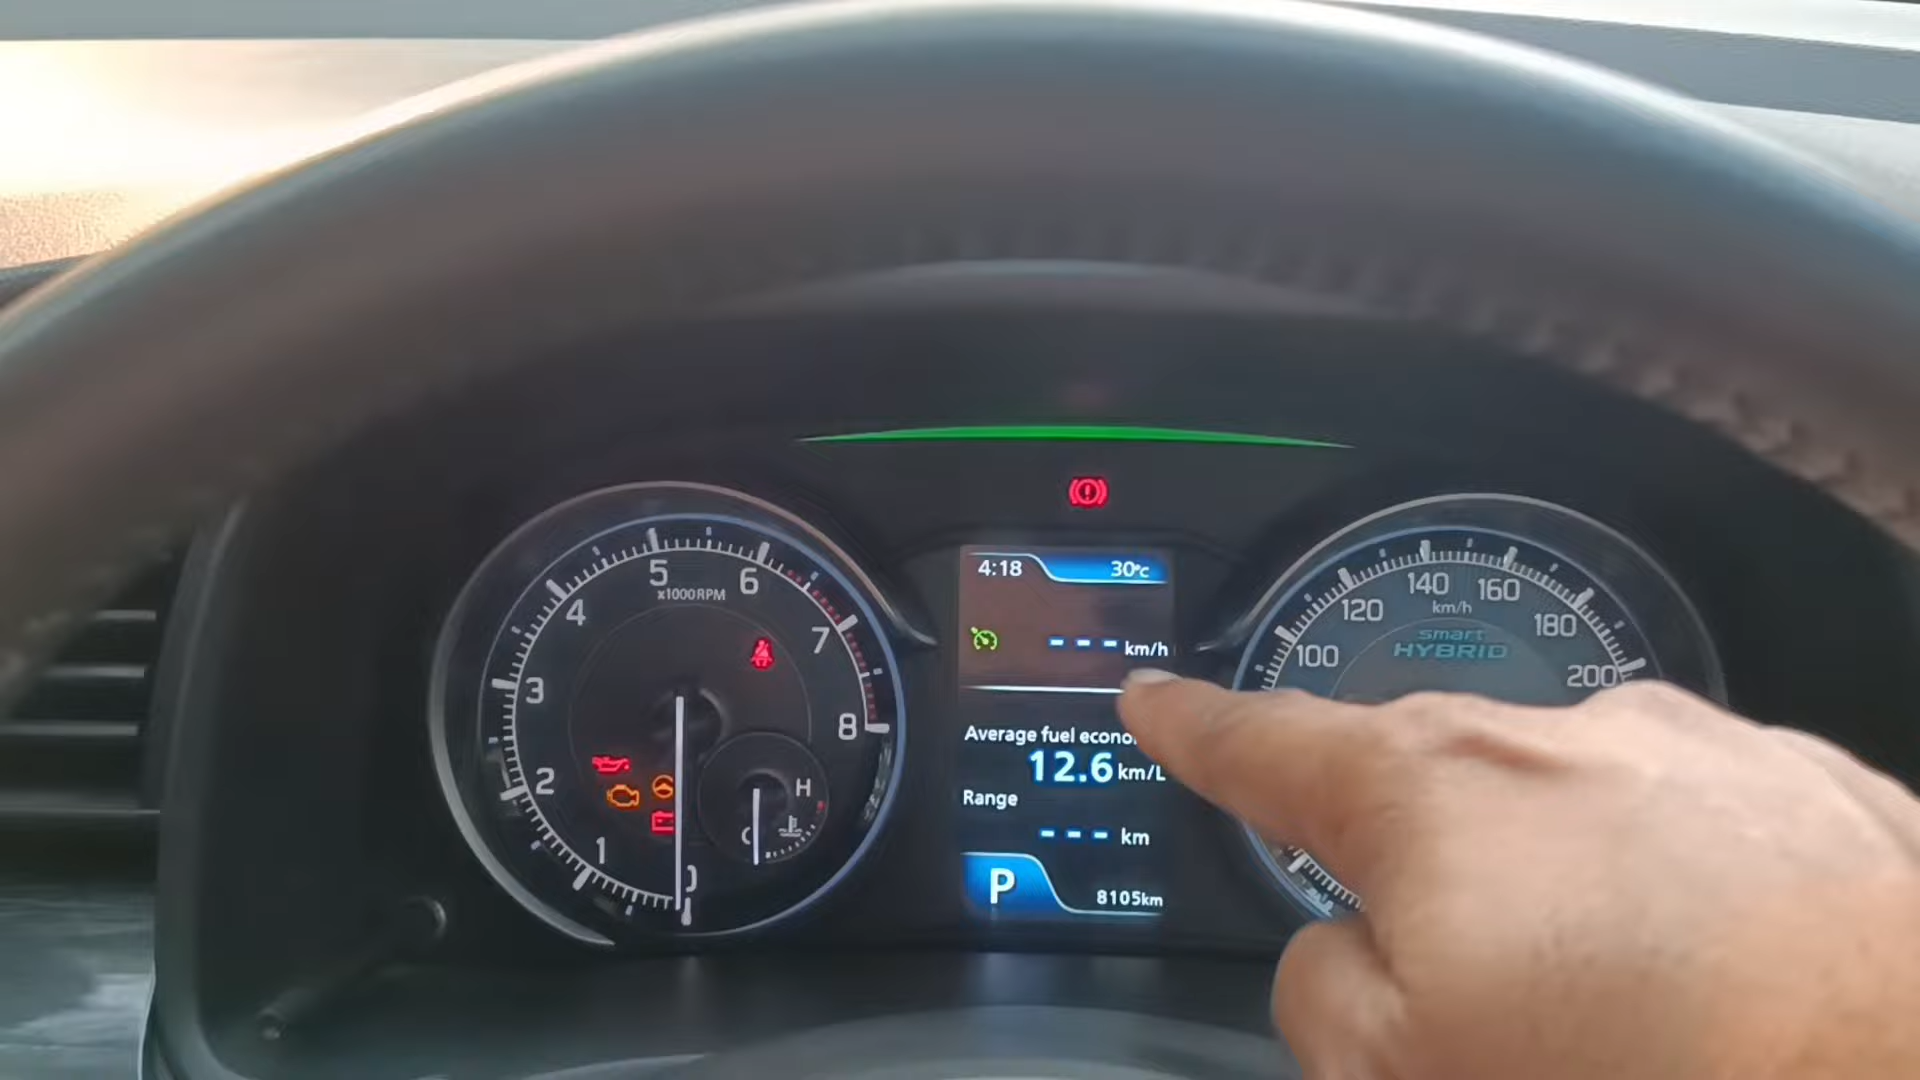 5
6
x1000RPM
4
7
3
8
2
1
0
H
C
4:18 30°C
--- km/h
Average fuel econo
12.6 km/L
Range
--- km
P 8105km
140
160
120
km/h
180
100
smart
HYBRID
200